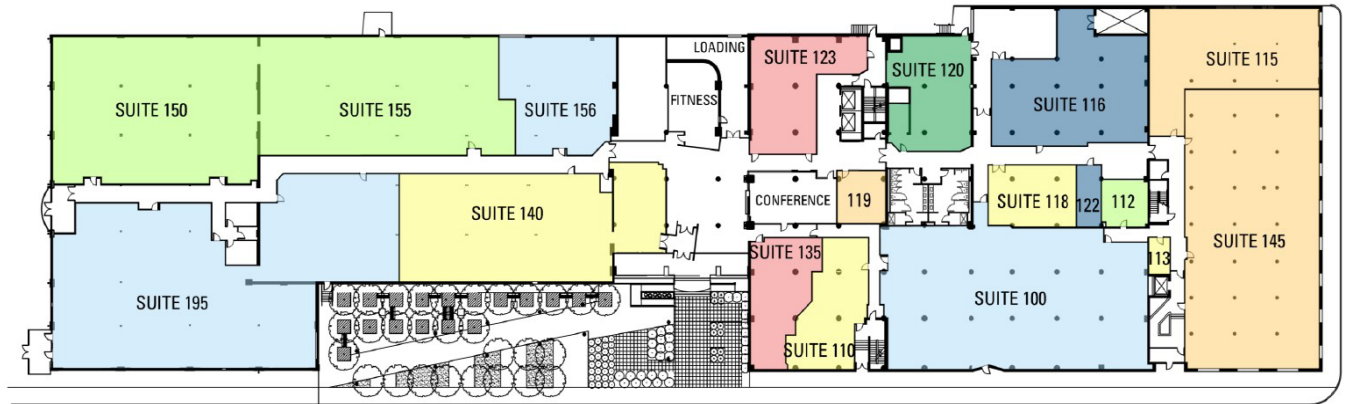 LOADING
SUITE 123
SUITE 120
SUITE 115
FITNESS
SUITE 150
SUITE 155
SUITE 156
SUITE 116
CONFERENCE
119
SUITE 118
122
112
SUITE 140
SUITE 145
SUITE 135
113
SUITE 195
SUITE 100
SUITE 110